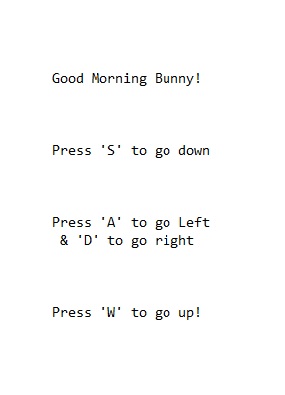 Good Morning Bunny!
Press 'S' to go down
Press 'A' to go Left
& 'D' to go right
Press 'W' to go up!